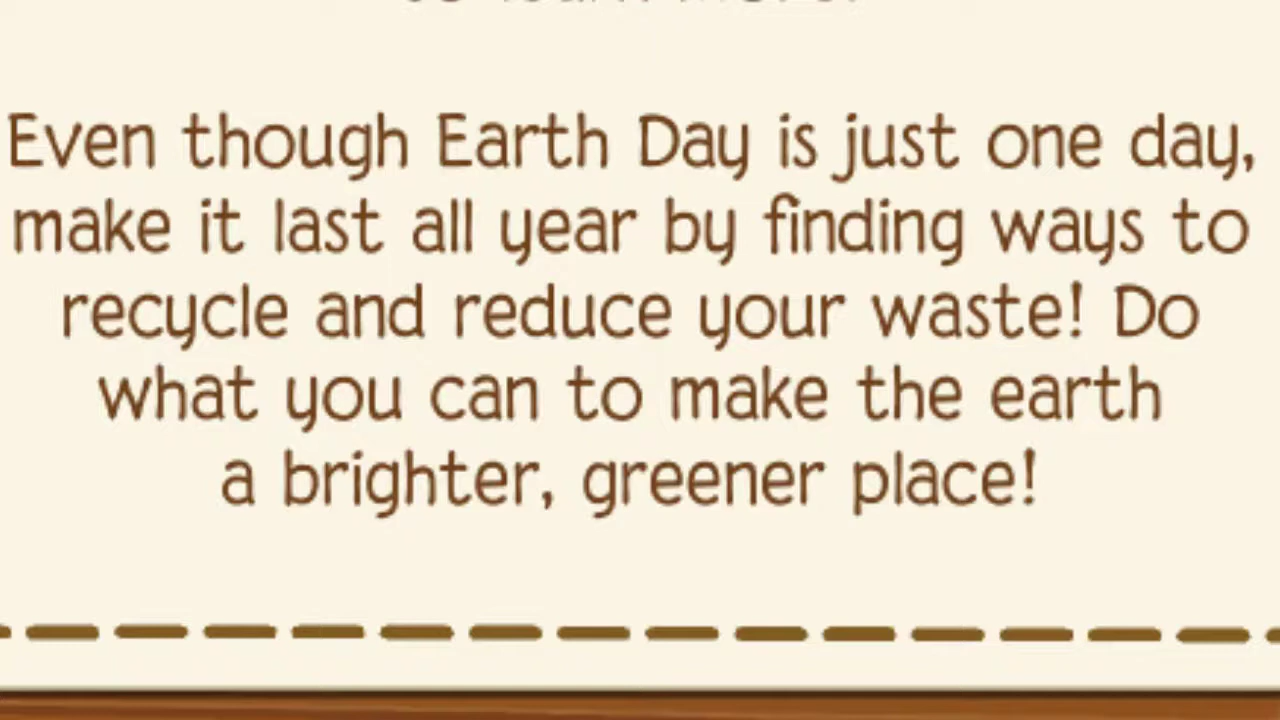 Even though Earth Day is just one day,
make it last all year by finding ways to
recycle and reduce your waste! Do
what you can to make the earth
a brighter, greener place!